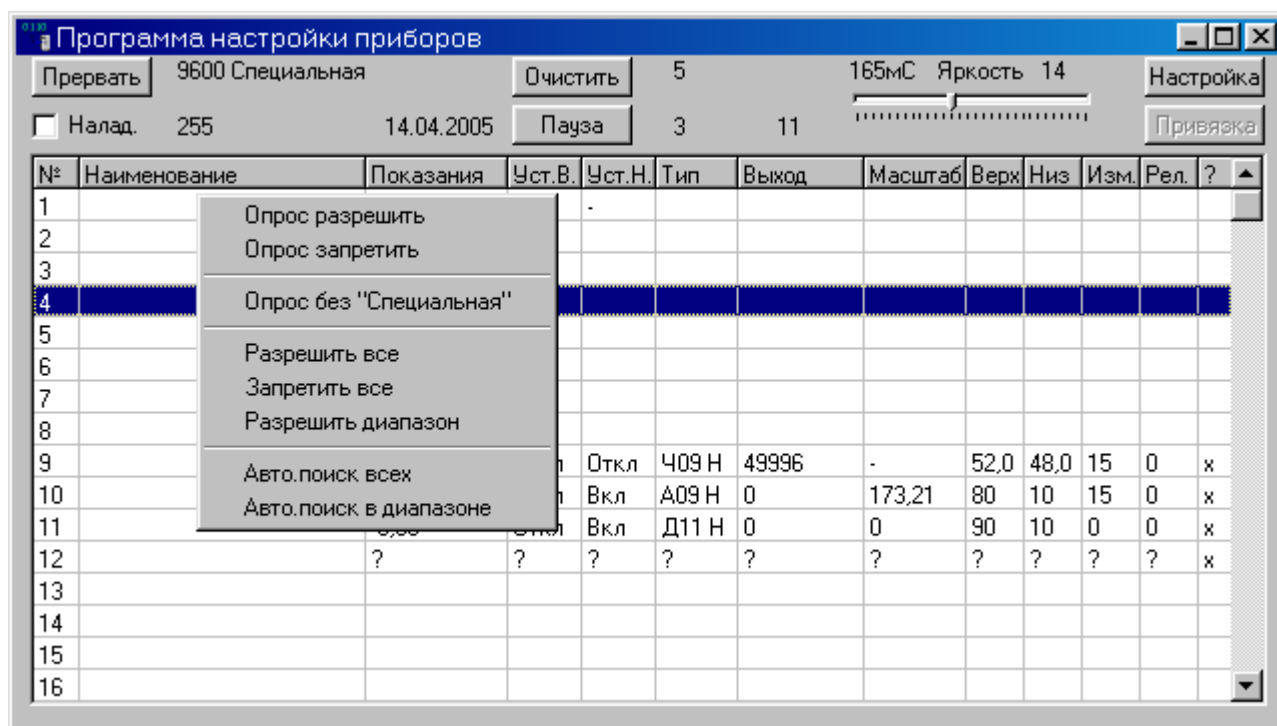 Программа настройки приборов
Прервать 9600 Специальная Очистить 5 165мС Яркость 14 Настройка
Налад. 255 14.04.2005 Пауза 3 11 Привязка
№ Наименование Показания Уст.В. Уст.Н. Тип Выход Масштаб Верх Низ Изм. Рел. ?
1 -
2
3
4
5
6
7
8
9 Откл Ч09 Н 49996 - 52,0 48,0 15 0 x
10 Вкл А09 Н 0 173,21 80 10 15 0 x
11 Вкл Д11 Н 0 0 90 10 0 0 x
12 ? ? ? ? ? ? ? ? ? ? x
13
14
15
16
Опрос разрешить
Опрос запретить
Опрос без "Специальная"
Разрешить все
Запретить все
Разрешить диапазон
Авто.поиск всех
Авто.поиск в диапазоне